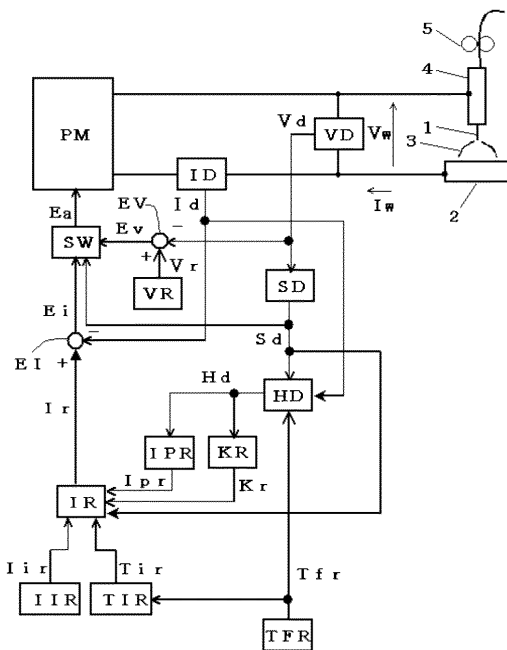 5
4
PM
Vd
VD
Vw
1
3
ID
Id
Iw
2
Ea
EV
Ev
−
SW
+
Vr
VR
SD
Ei
−
Sd
EI
+
Hd
HD
Ir
IPR
KR
Ipr
Kr
IR
Iir
Tir
Tfr
IIR
TIR
TFR